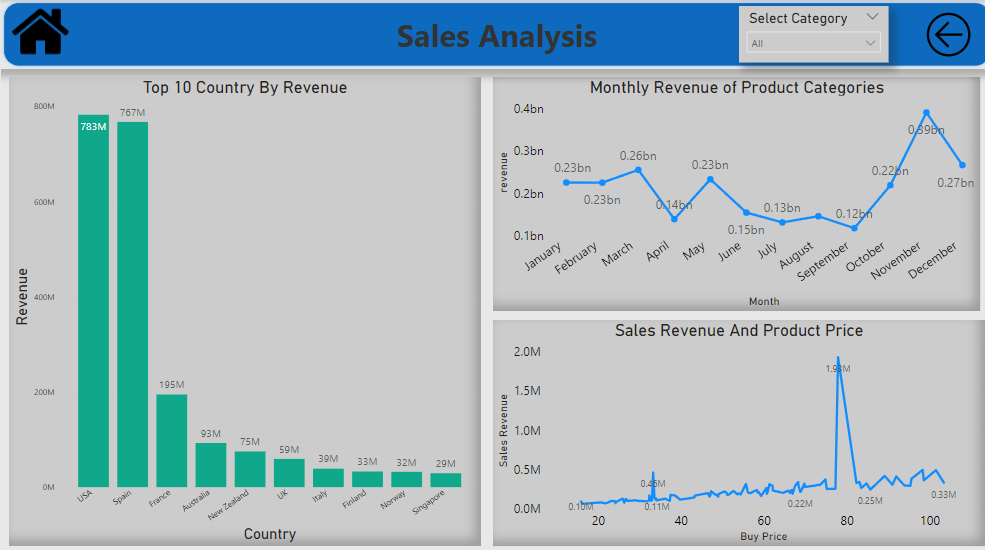 Sales Analysis
Select Category
All
Top 10 Country By Revenue
800M
600M
400M
200M
0M
Revenue
783M
767M
195M
93M
75M
59M
39M
33M
32M
29M
USA
Spain
France
Australia
New Zealand
UK
Italy
Finland
Norway
Singapore
Country
Monthly Revenue of Product Categories
0.4bn
0.3bn
0.2bn
0.1bn
revenue
0.23bn
0.23bn
0.26bn
0.14bn
0.23bn
0.15bn
0.13bn
0.12bn
0.22bn
0.39bn
0.27bn
January
February
March
April
May
June
July
August
September
October
November
December
Month
Sales Revenue And Product Price
2.0M
1.5M
1.0M
0.5M
0.0M
Sales Revenue
0.10M
0.46M
0.11M
0.22M
0.25M
0.33M
20
40
60
80
100
Buy Price